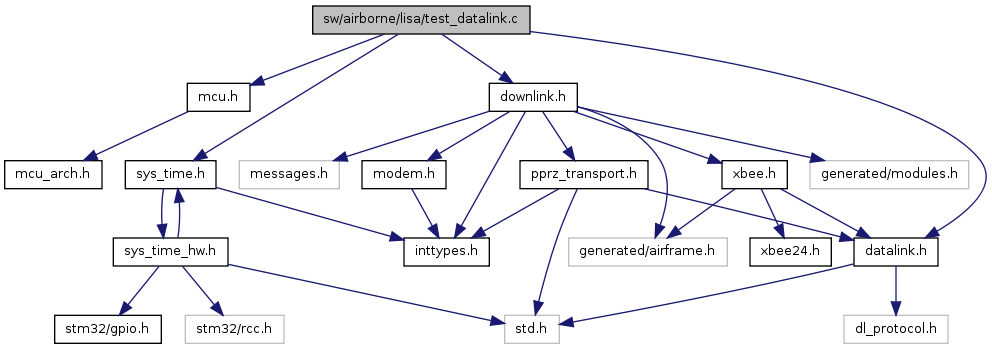 sw/airborne/lisa/test_datalink.c
mcu.h
downlink.h
mcu_arch.h
sys_time.h
messages.h
modem.h
pprz_transport.h
xbee.h
generated/modules.h
sys_time_hw.h
inttypes.h
generated/airframe.h
xbee24.h
datalink.h
stm32/gpio.h
stm32/rcc.h
std.h
dl_protocol.h